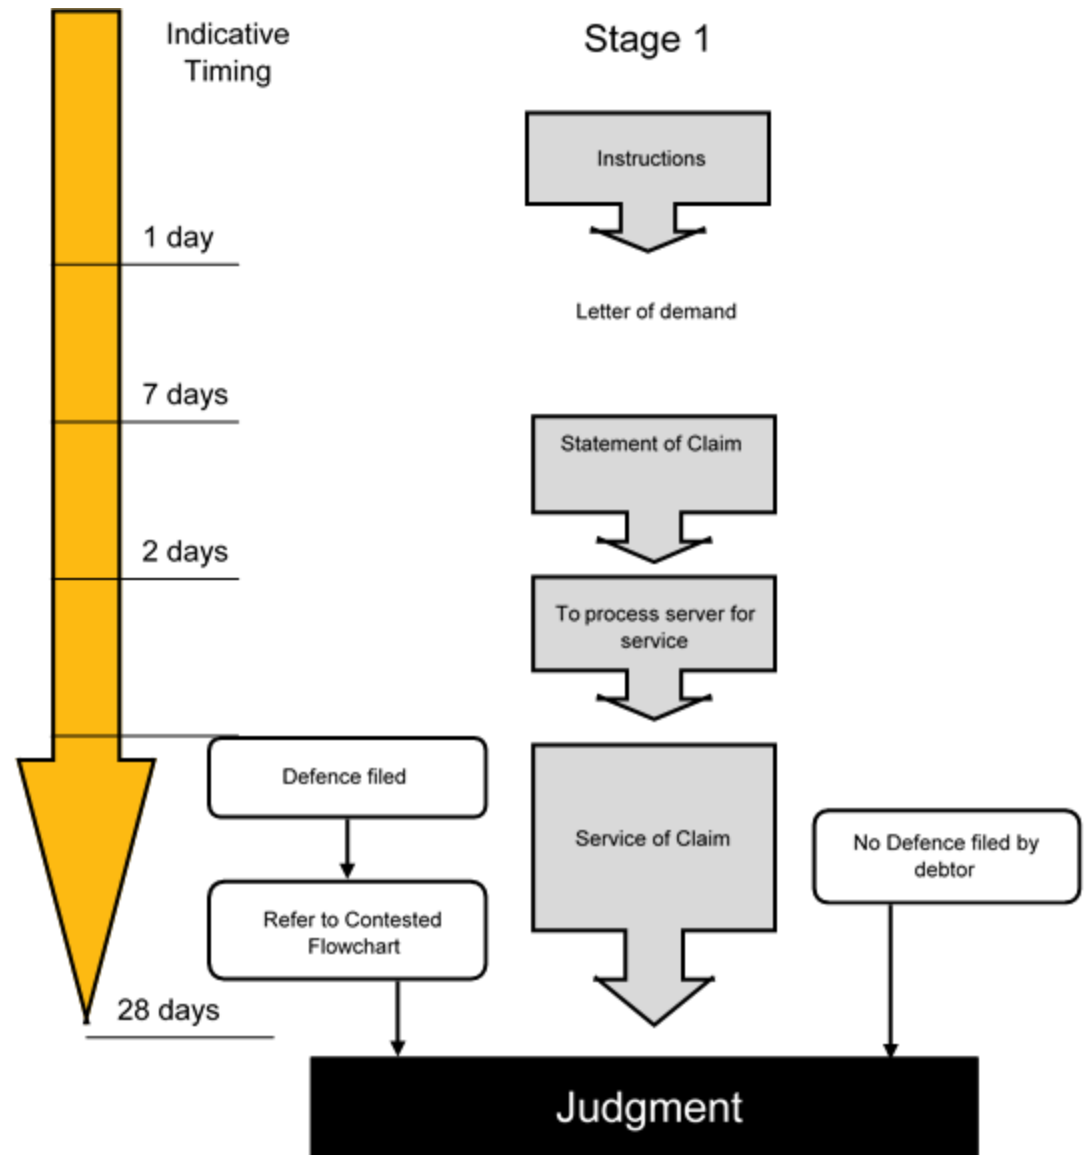 Indicative
Timing
Stage 1
Instructions
1 day
Letter of demand
7 days
Statement of Claim
2 days
To process server for
service
Defence filed
Service of Claim
No Defence filed by
debtor
Refer to Contested
Flowchart
28 days
Judgment